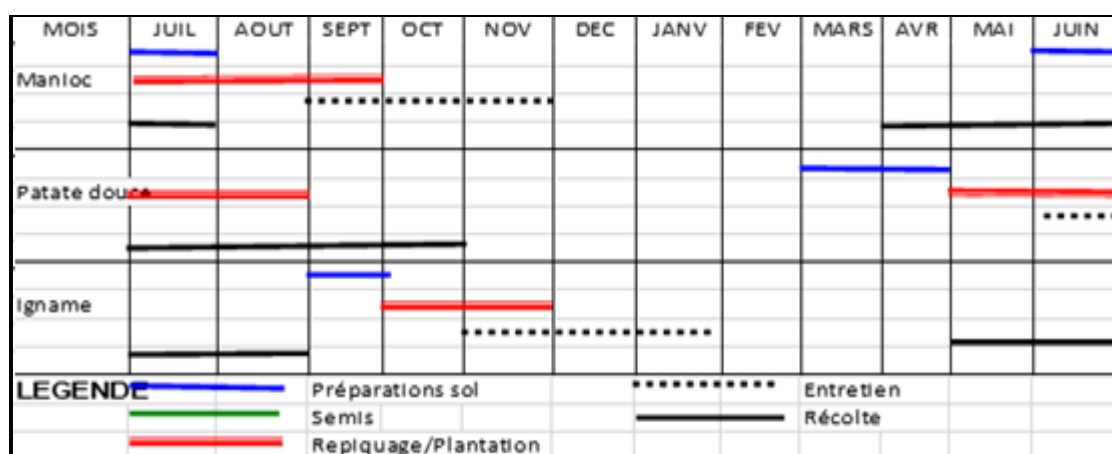 MOIS JUIL AOUT SEPT OCT NOV DEC JANV FEV MARS AVR MAI JUIN
Manioc
Patate douce
Igname
LEGENDE Préparations sol Entretien
Semis Récolte
Repiquage/Plantation